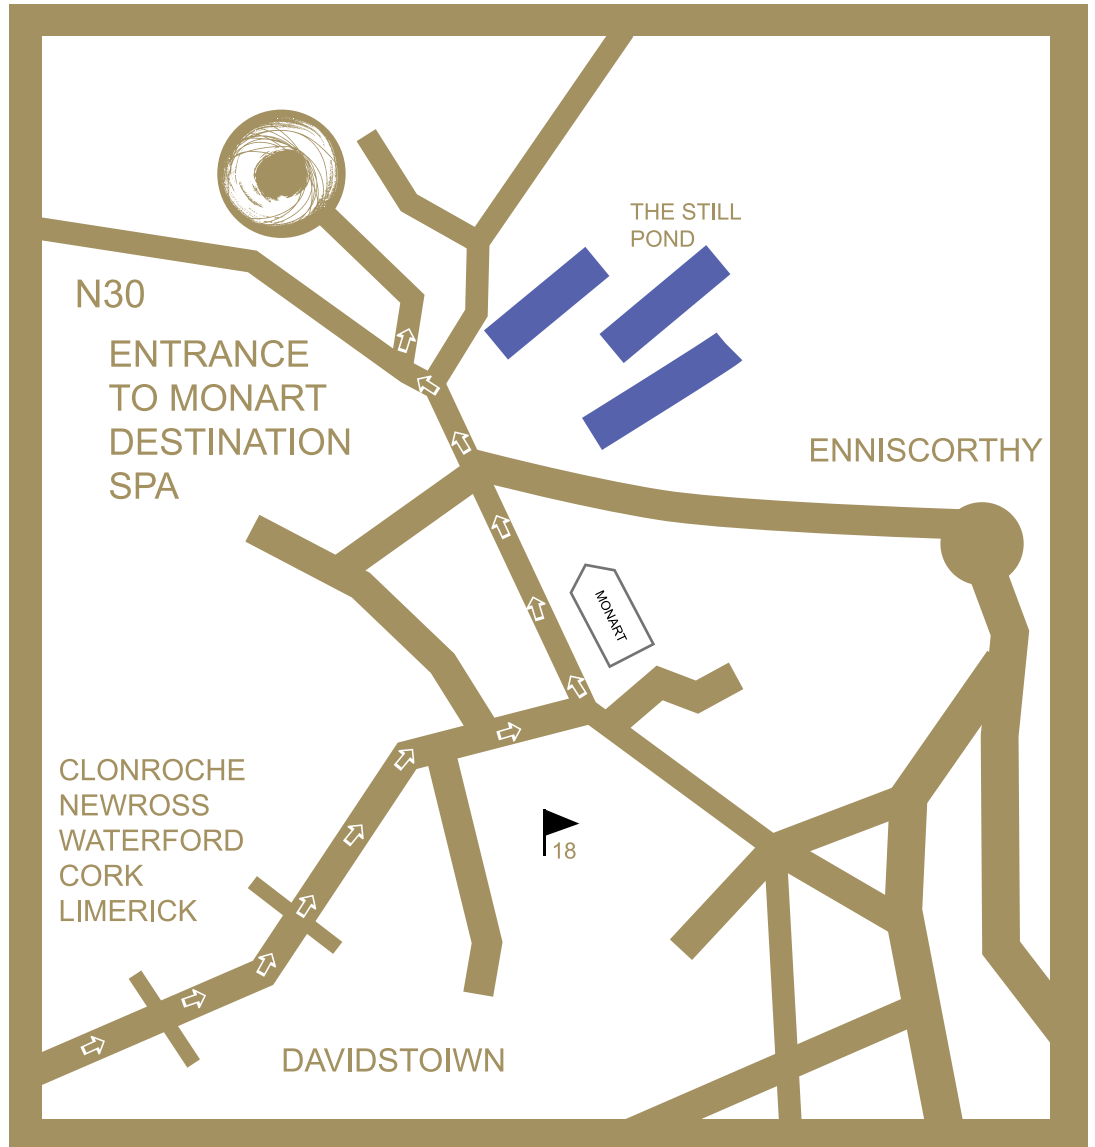 THE STILL
POND
N30
ENTRANCE
TO MONART
DESTINATION
SPA
ENNISCORTHY
MONART
CLONROCHE
NEWROSS
WATERFORD
CORK
LIMERICK
18
DAVIDSTOIWN